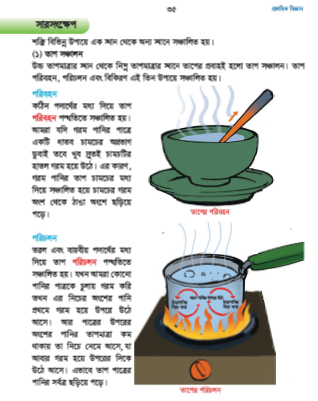 ৩৫
প্রাথমিক বিজ্ঞান
সারসংক্ষেপ
শক্তি বিভিন্ন উপায়ে এক স্থান থেকে অন্য স্থানে সঞ্চালিত হয়।
(১) তাপ সঞ্চালন
উচ্চ তাপমাত্রার স্থান থেকে নিম্ন তাপমাত্রার স্থানে তাপের প্রবাহই হলো তাপ সঞ্চালন। তাপ
পরিবহন, পরিচলন এবং বিকিরণ এই তিন উপায়ে সঞ্চালিত হয়।
পরিবহন
কঠিন পদার্থের মধ্য দিয়ে তাপ
পরিবহন পদ্ধতিতে সঞ্চালিত হয়।
আমরা যদি গরম পানির পাত্রে
একটি ধাতব চামচের অগ্রভাগ
ডুবাই তবে খুব দ্রুতই চামচটির
হাতল গরম হয়ে উঠে। এর কারণ,
গরম পানির তাপ চামচের মধ্য
দিয়ে সঞ্চালিত হয়ে চামচের গরম
অংশ থেকে ঠান্ডা অংশে ছড়িয়ে
পড়ে।
তাপের পরিবহন
পরিচলন
তরল এবং বায়বীয় পদার্থের মধ্য
দিয়ে তাপ পরিচলন পদ্ধতিতে
সঞ্চালিত হয়। যখন আমরা কোনো
পানির পাত্রকে চুলায় গরম করি
তখন এর নিচের অংশের পানি
প্রথমে গরম হয়ে উপরে উঠে
আসে। আর পাত্রের উপরের
অংশের পানির তাপমাত্রা কম
থাকায় তা নিচে নেমে আসে, যা
আবার গরম হয়ে উপরের দিকে
উঠে আসে। এভাবে তাপ পাত্রের
পানির সর্বত্র ছড়িয়ে পড়ে।
তাপের পরিচলন